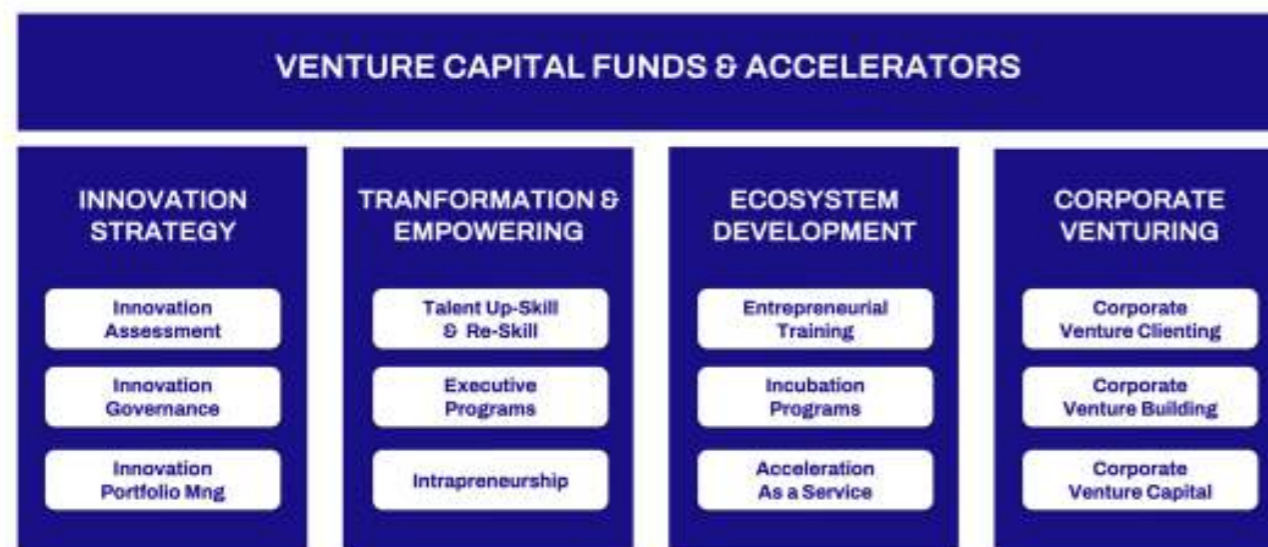 VENTURE CAPITAL FUNDS & ACCELERATORS
INNOVATION
STRATEGY
Innovation
Assessment
Innovation
Governance
Innovation
Portfolio Mng
TRANFORMATION &
EMPOWERING
Talent Up-Skill
& Re-Skill
Executive
Programs
Intrapreneurship
ECOSYSTEM
DEVELOPMENT
Entrepreneurial
Training
Incubation
Programs
Acceleration
As a Service
CORPORATE
VENTURING
Corporate
Venture Clienting
Corporate
Venture Building
Corporate
Venture Capital